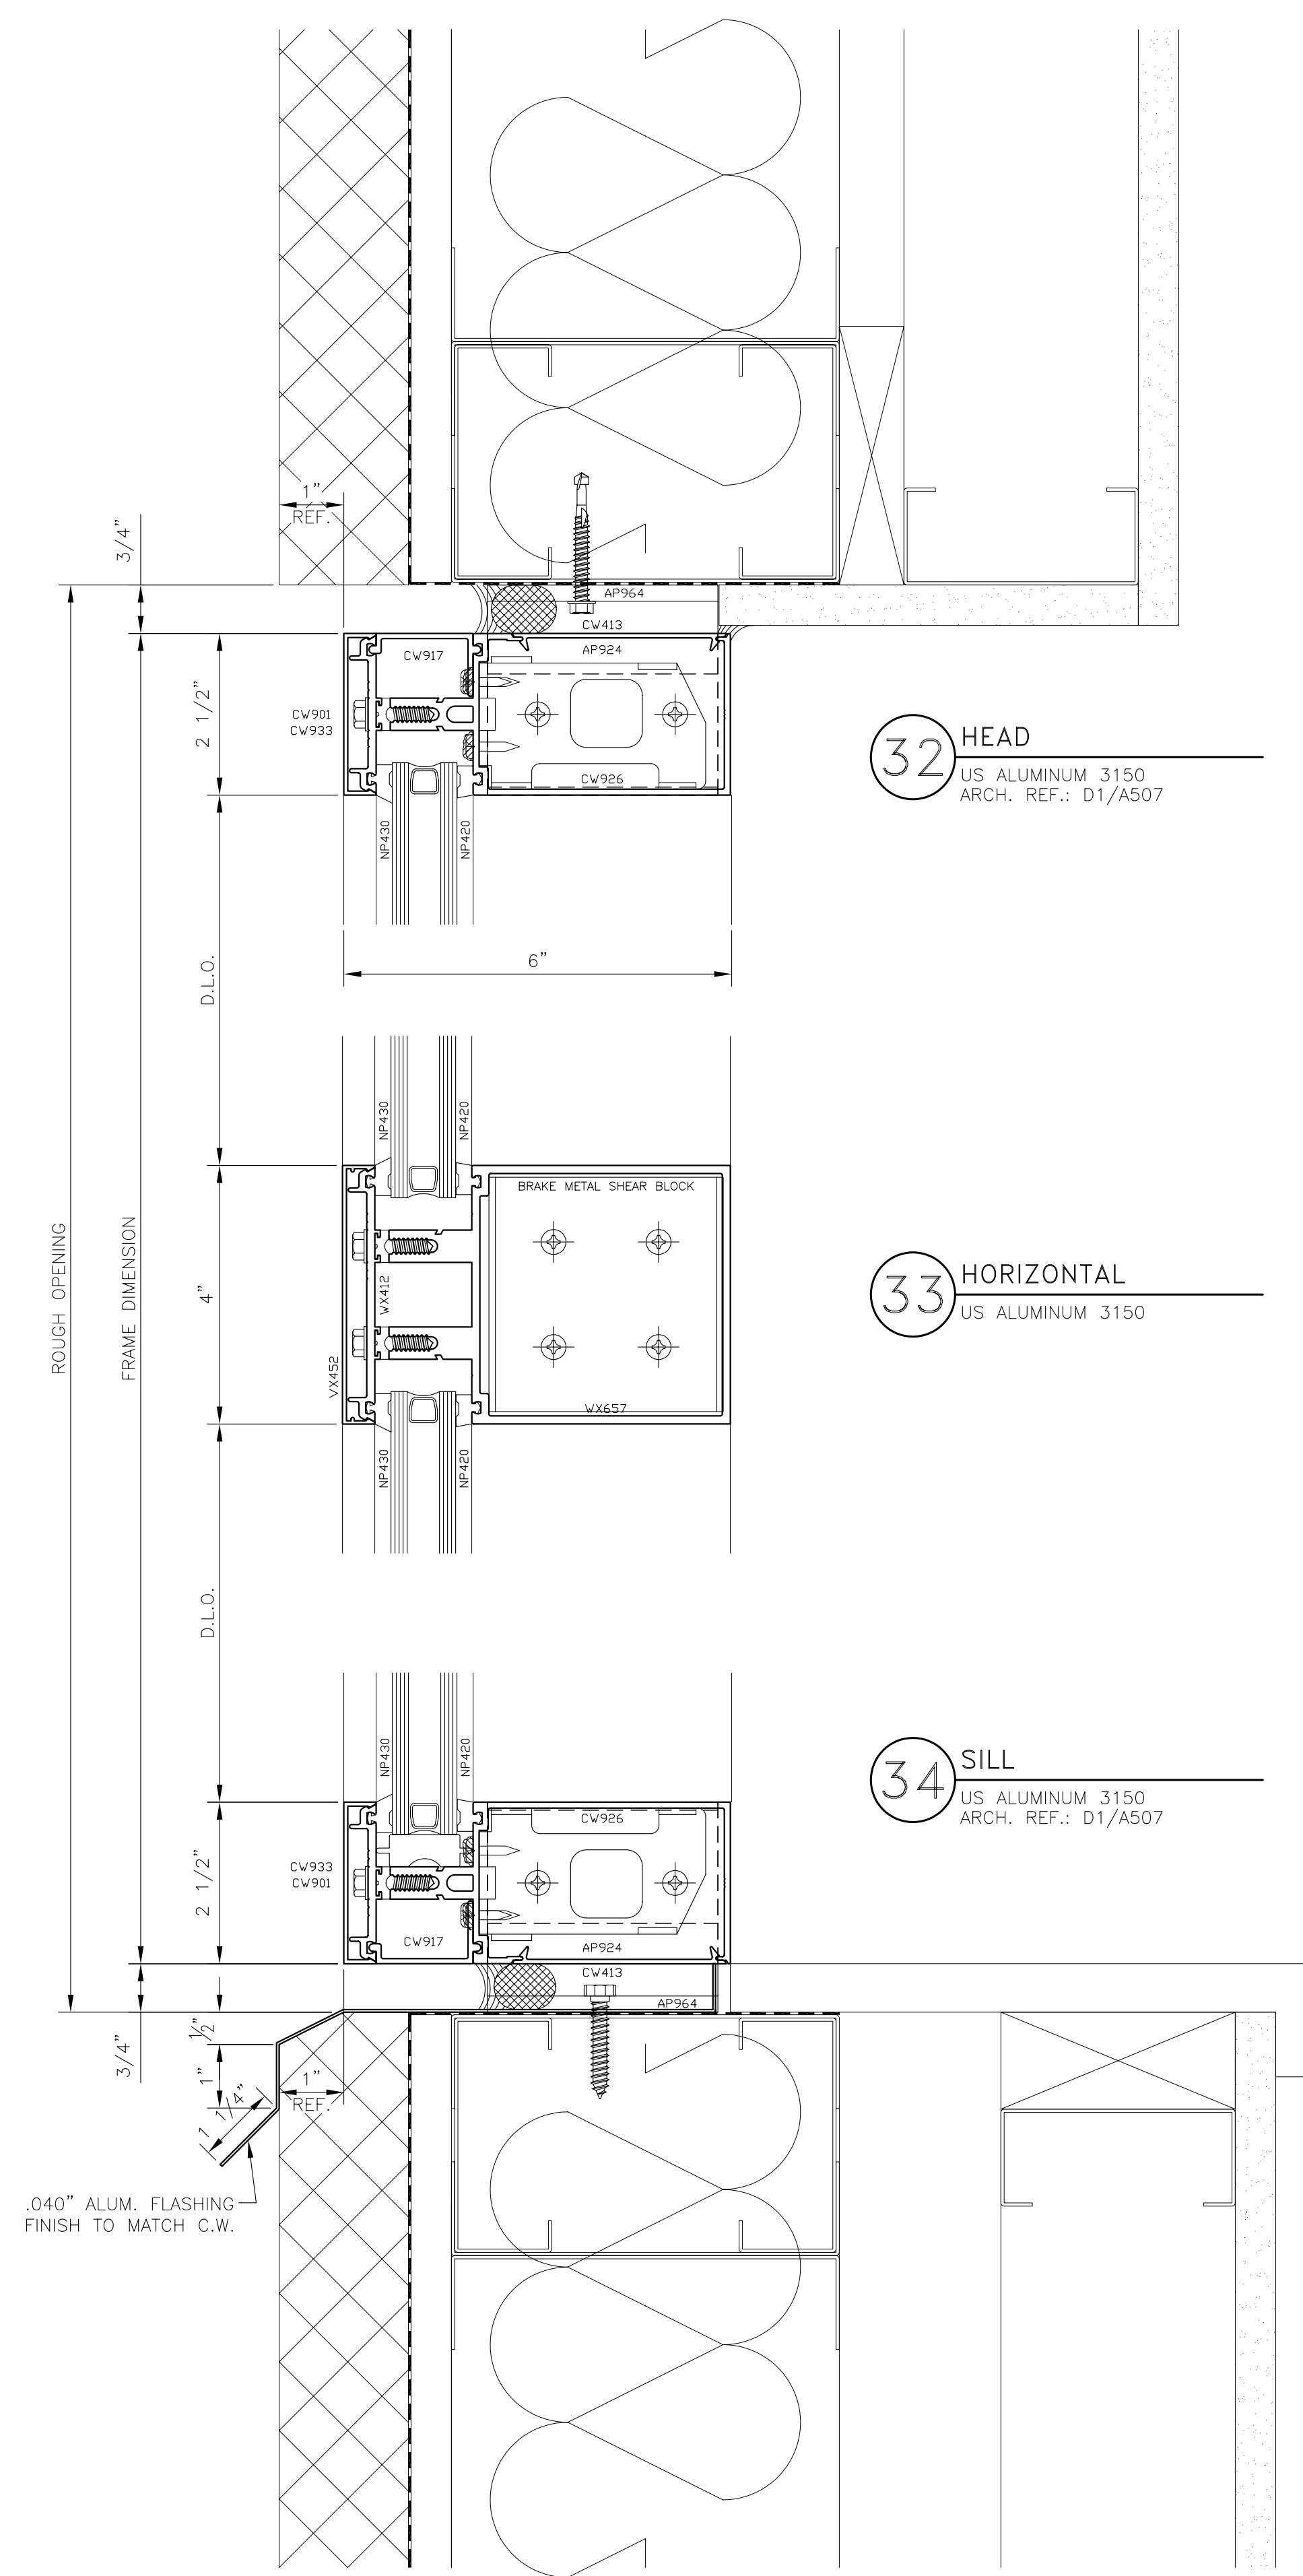 1”
REF.
3/4”
AP964
CW413
AP924
CW917
2 1/2”
CW901
CW933
CW926
32
HEAD
US ALUMINUM 3150
ARCH. REF.: D1/A507
NP430
NP420
D.L.O.
6”
NP430
NP420
BRAKE METAL SHEAR BLOCK
ROUGH OPENING
FRAME DIMENSION
4”
WX412
VX452
WX657
33
HORIZONTAL
US ALUMINUM 3150
NP430
NP420
D.L.O.
NP430
NP420
34
SILL
US ALUMINUM 3150
ARCH. REF.: D1/A507
CW926
2 1/2”
CW933
CW901
CW917
AP924
CW413
AP964
1/2”
3/4”
1”
1”
REF.
1 1/4”
.040” ALUM. FLASHING
FINISH TO MATCH C.W.